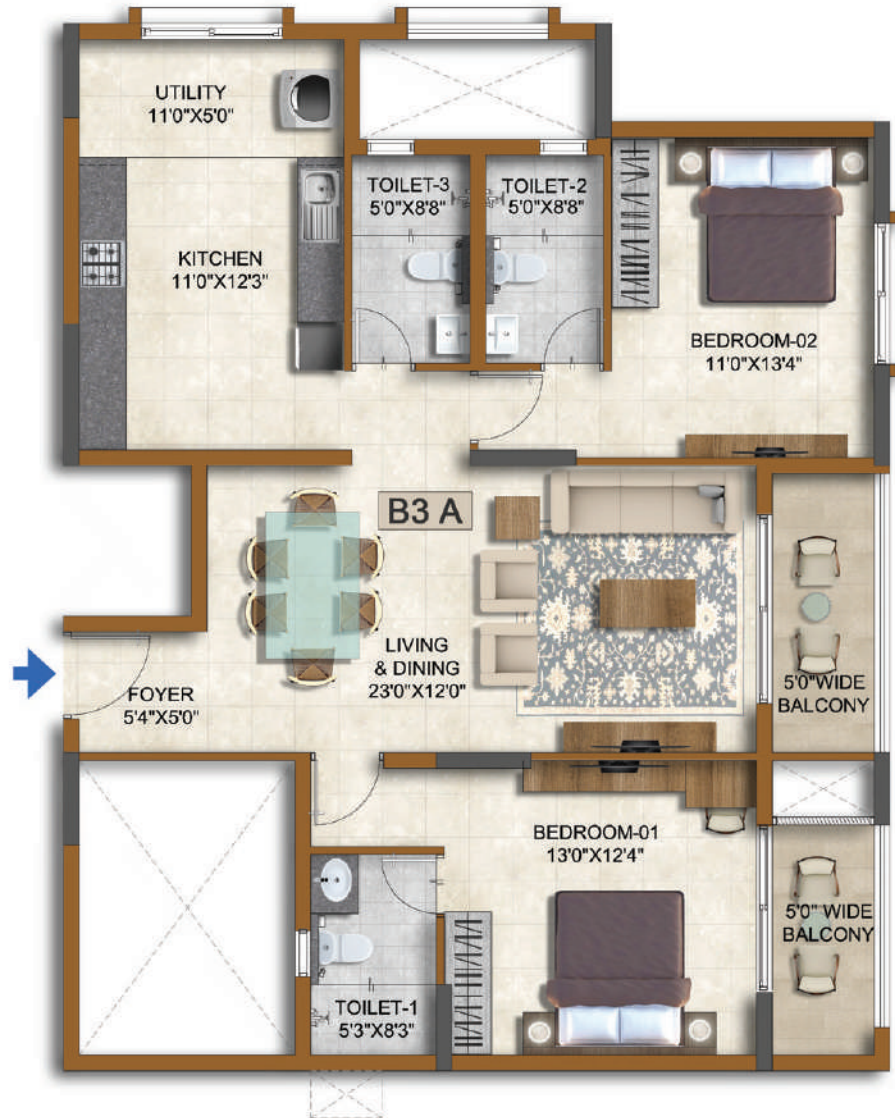 UTILITY
11'0"X5'0"
TOILET-3
5'0"X8'8"
TOILET-2
5'0"X8'8"
KITCHEN
11'0"X12'3"
BEDROOM-02
11'0"X13'4"
B3 A
LIVING
& DINING
23'0"X12'0"
FOYER
5'4"X5'0"
5'0"WIDE
BALCONY
BEDROOM-01
13'0"X12'4"
5'0" WIDE
BALCONY
TOILET-1
5'3"X8'3"